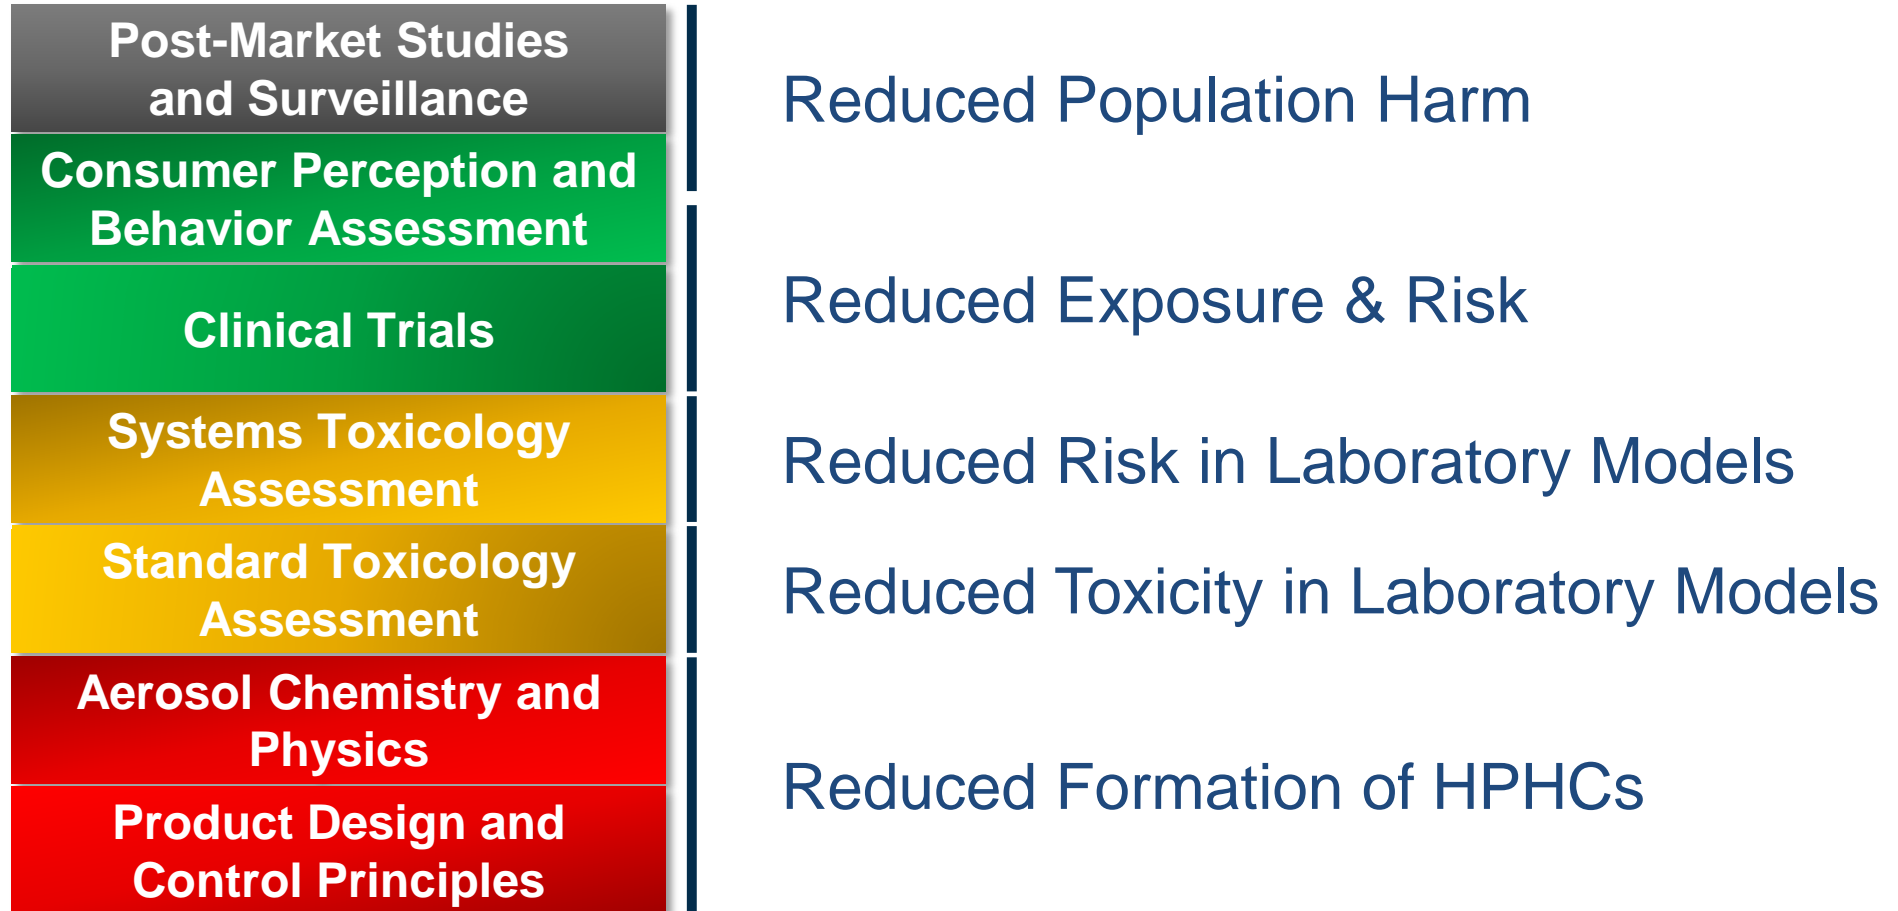 Post-Market Studies
and Surveillance
Reduced Population Harm
Consumer Perception and
Behavior Assessment
Clinical Trials
Reduced Exposure & Risk
Systems Toxicology
Assessment
Reduced Risk in Laboratory Models
Standard Toxicology
Assessment
Reduced Toxicity in Laboratory Models
Aerosol Chemistry and
Physics
Product Design and
Control Principles
Reduced Formation of HPHCs